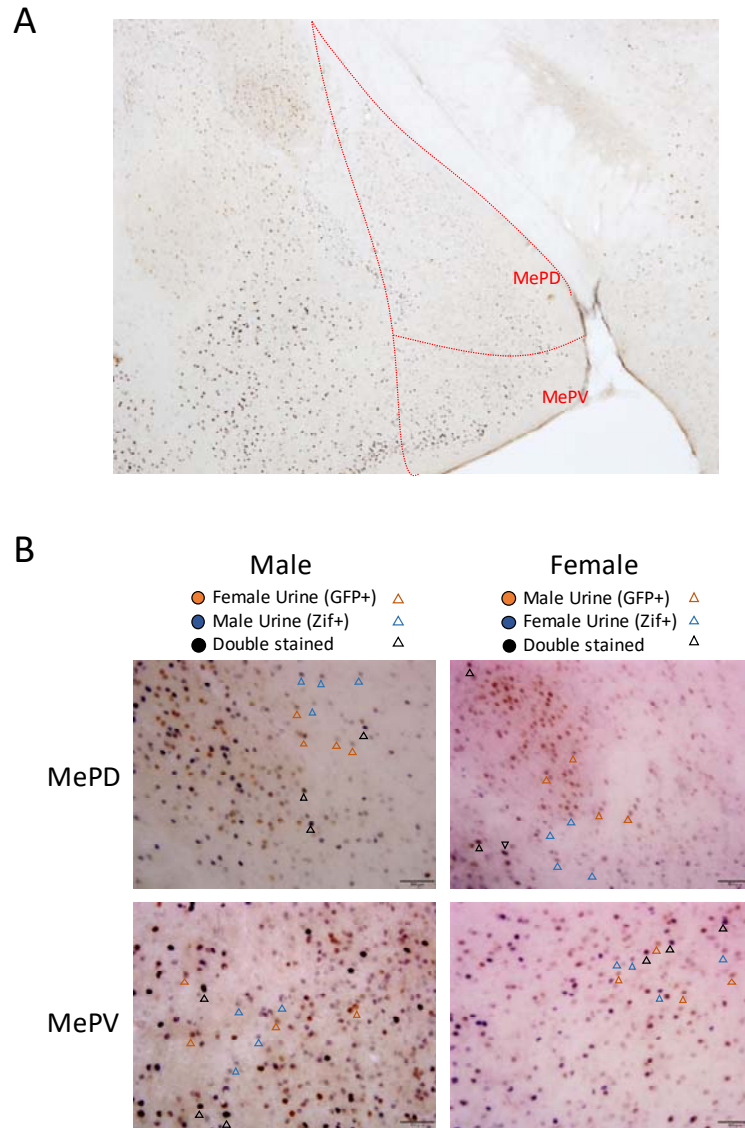 A
MePD
MePV
B
Male
Female
Female Urine (GFP+)
Male Urine (Zif+)
Double stained
Male Urine (GFP+)
Female Urine (Zif+)
Double stained
MePD
MePV